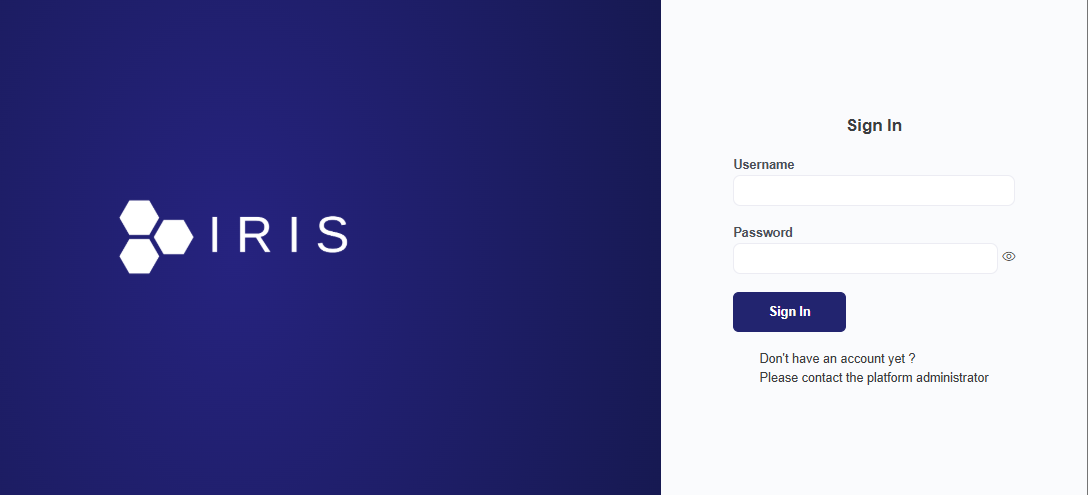 IRIS
Sign In
Username
Password
Sign In
Don't have an account yet ?
Please contact the platform administrator